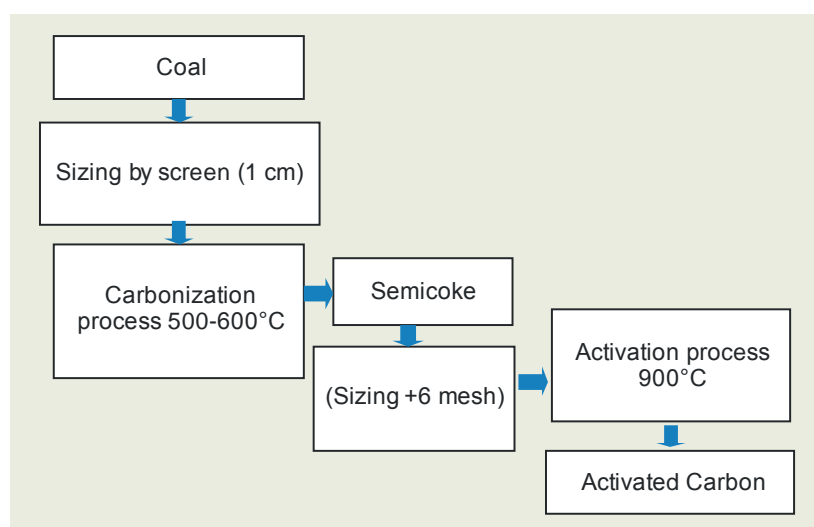 Coal
Sizing by screen (1 cm)
Carbonization
process 500-600°C
Semicoke
(Sizing +6 mesh)
Activation process
900°C
Activated Carbon